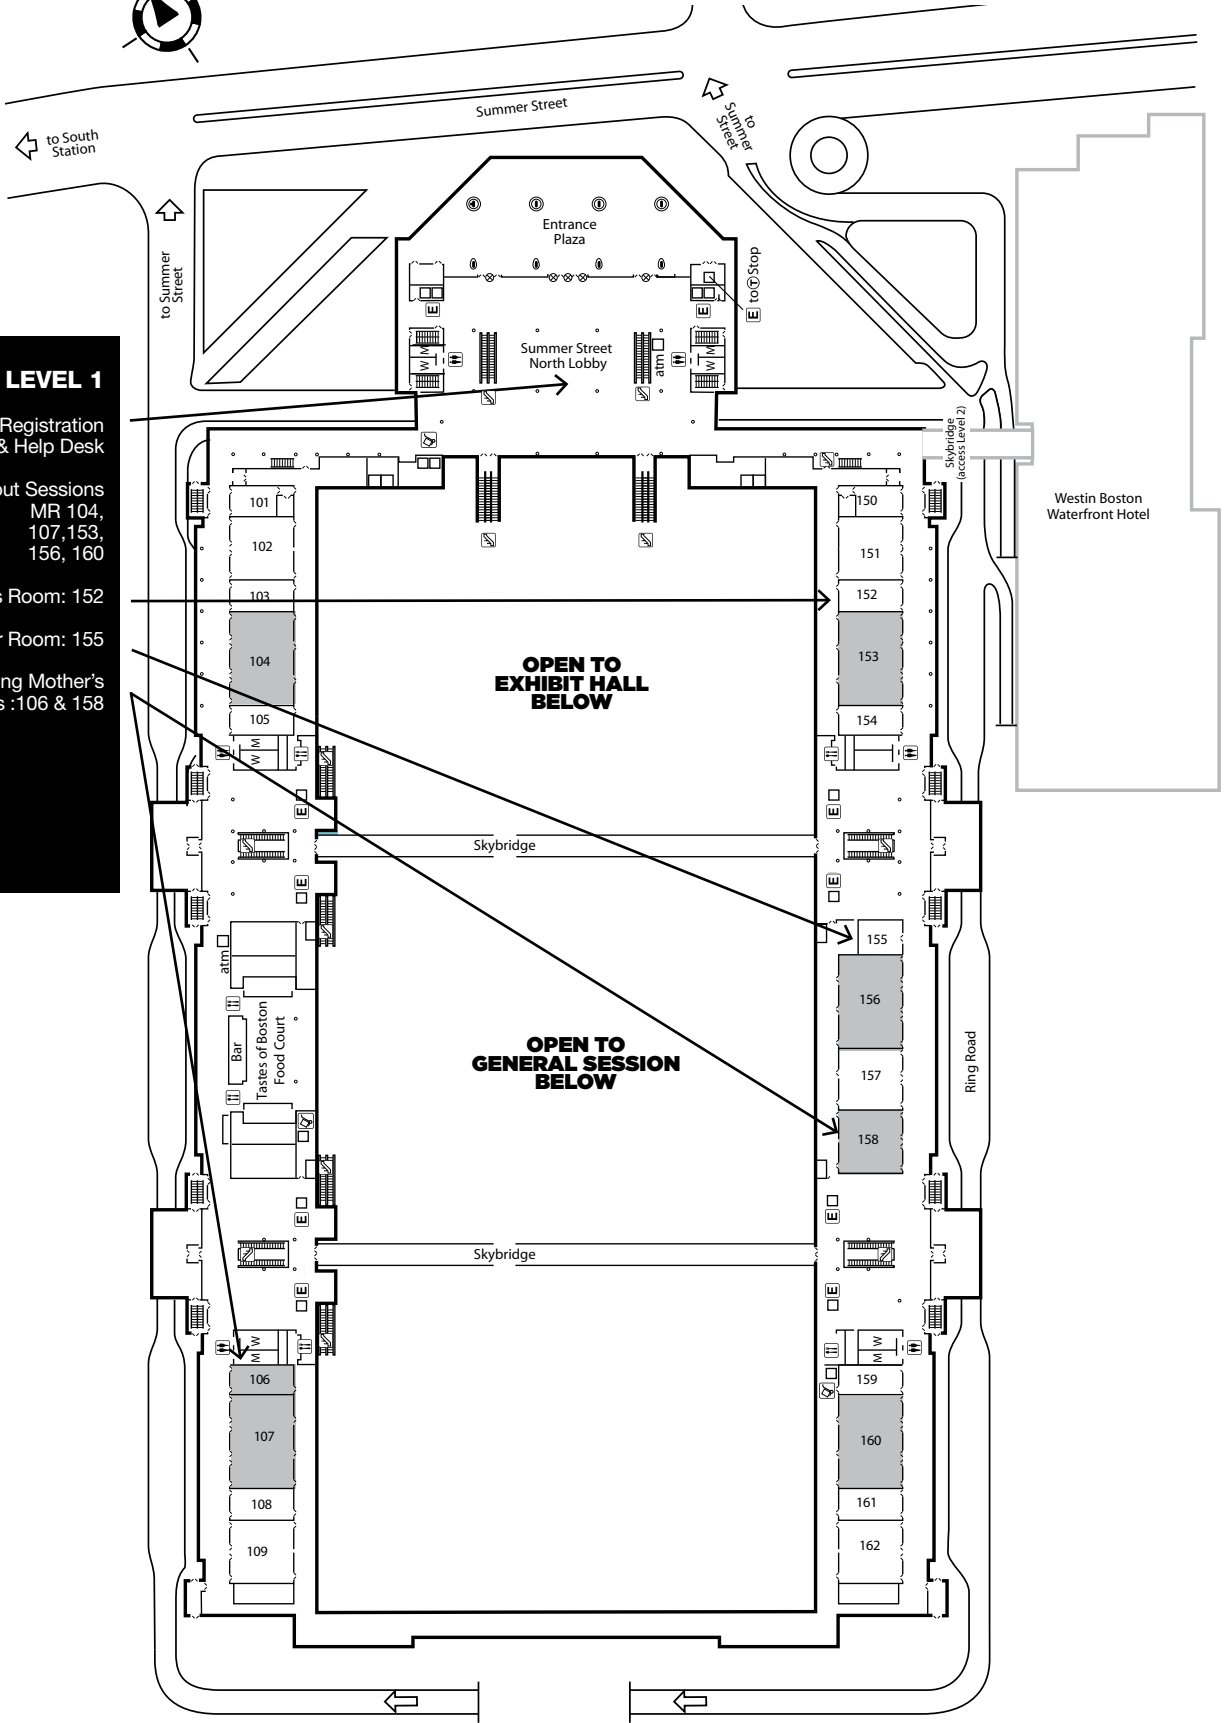 Summer Street
to South
Station
to
Summer
Street
to Summer
Street
Entrance
Plaza
E to T Stop
E
E
Summer Street
North Lobby
atm
W M
W M
LEVEL 1
Registration
& Help Desk
out Sessions
MR 104,
107,153,
156, 160
s Room: 152
r Room: 155
ing Mother's
s :106 & 158
Skybridge
(access Level 2)
Westin Boston
Waterfront Hotel
101
102
103
104
105
W M
150
151
152
153
154
OPEN TO
EXHIBIT HALL
BELOW
E
E
Skybridge
E
E
atm
Bar
Tastes of Boston
Food Court
155
156
157
158
OPEN TO
GENERAL SESSION
BELOW
Ring Road
E
E
Skybridge
E
E
M W
M W
106
107
108
109
159
160
161
162